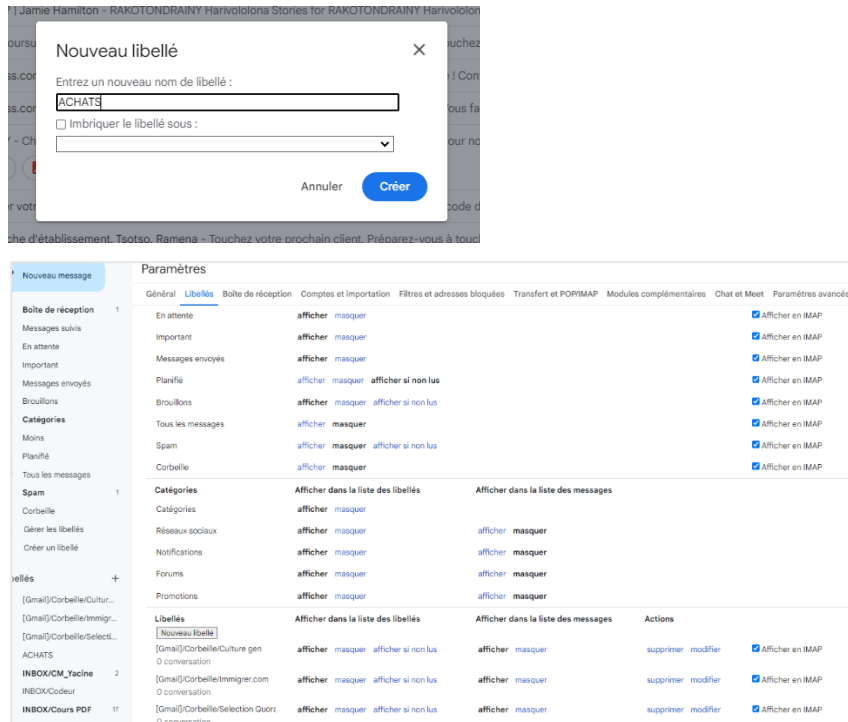 ? | Jamie Hamilton - RAKOTONDRAINY Harivololona Stories for RAKOTONDRAINY Harivololon
Nouveau libellé
Entrez un nouveau nom de libellé :
ACHATS
Imbriquer le libellé sous :
Annuler Créer
che d'établissement. Tsotso, Ramena - Touchez votre prochain client. Préparez-vous à touc
Paramètres
Nouveau message
Général Libellés Boîte de réception Comptes et importation Filtres et adresses bloquées Transfert et POP/IMAP Modules complémentaires Chat et Meet Paramètres avancés
Boîte de réception 1
Messages suivis
En attente
Important
Messages envoyés
Brouillons
Catégories
Moins
Planifié
Tous les messages
Spam 1
Corbeille
Gérer les libellés
Créer un libellé
ellés +
[Gmail]/Corbeille/Cultur...
[Gmail]/Corbeille/Immigr...
[Gmail]/Corbeille/Selecti...
ACHATS
INBOX/CM_Yacine 2
INBOX/Codeur
INBOX/Cours PDF 17
En attente afficher masquer Afficher en IMAP
Important afficher masquer Afficher en IMAP
Messages envoyés afficher masquer Afficher en IMAP
Planifié afficher masquer afficher si non lus Afficher en IMAP
Brouillons afficher masquer afficher si non lus Afficher en IMAP
Tous les messages afficher masquer Afficher en IMAP
Spam afficher masquer afficher si non lus Afficher en IMAP
Corbeille afficher masquer Afficher en IMAP
Catégories Afficher dans la liste des libellés Afficher dans la liste des messages
Catégories afficher masquer
Réseaux sociaux afficher masquer afficher masquer
Notifications afficher masquer afficher masquer
Forums afficher masquer afficher masquer
Promotions afficher masquer afficher masquer
Libellés Afficher dans la liste des libellés Afficher dans la liste des messages Actions
Nouveau libellé
[Gmail]/Corbeille/Culture gen afficher masquer afficher si non lus afficher masquer supprimer modifier Afficher en IMAP
0 conversation
[Gmail]/Corbeille/Immigrer.com afficher masquer afficher si non lus afficher masquer supprimer modifier Afficher en IMAP
0 conversation
[Gmail]/Corbeille/Selection Quora afficher masquer afficher si non lus afficher masquer supprimer modifier Afficher en IMAP
0 conversation